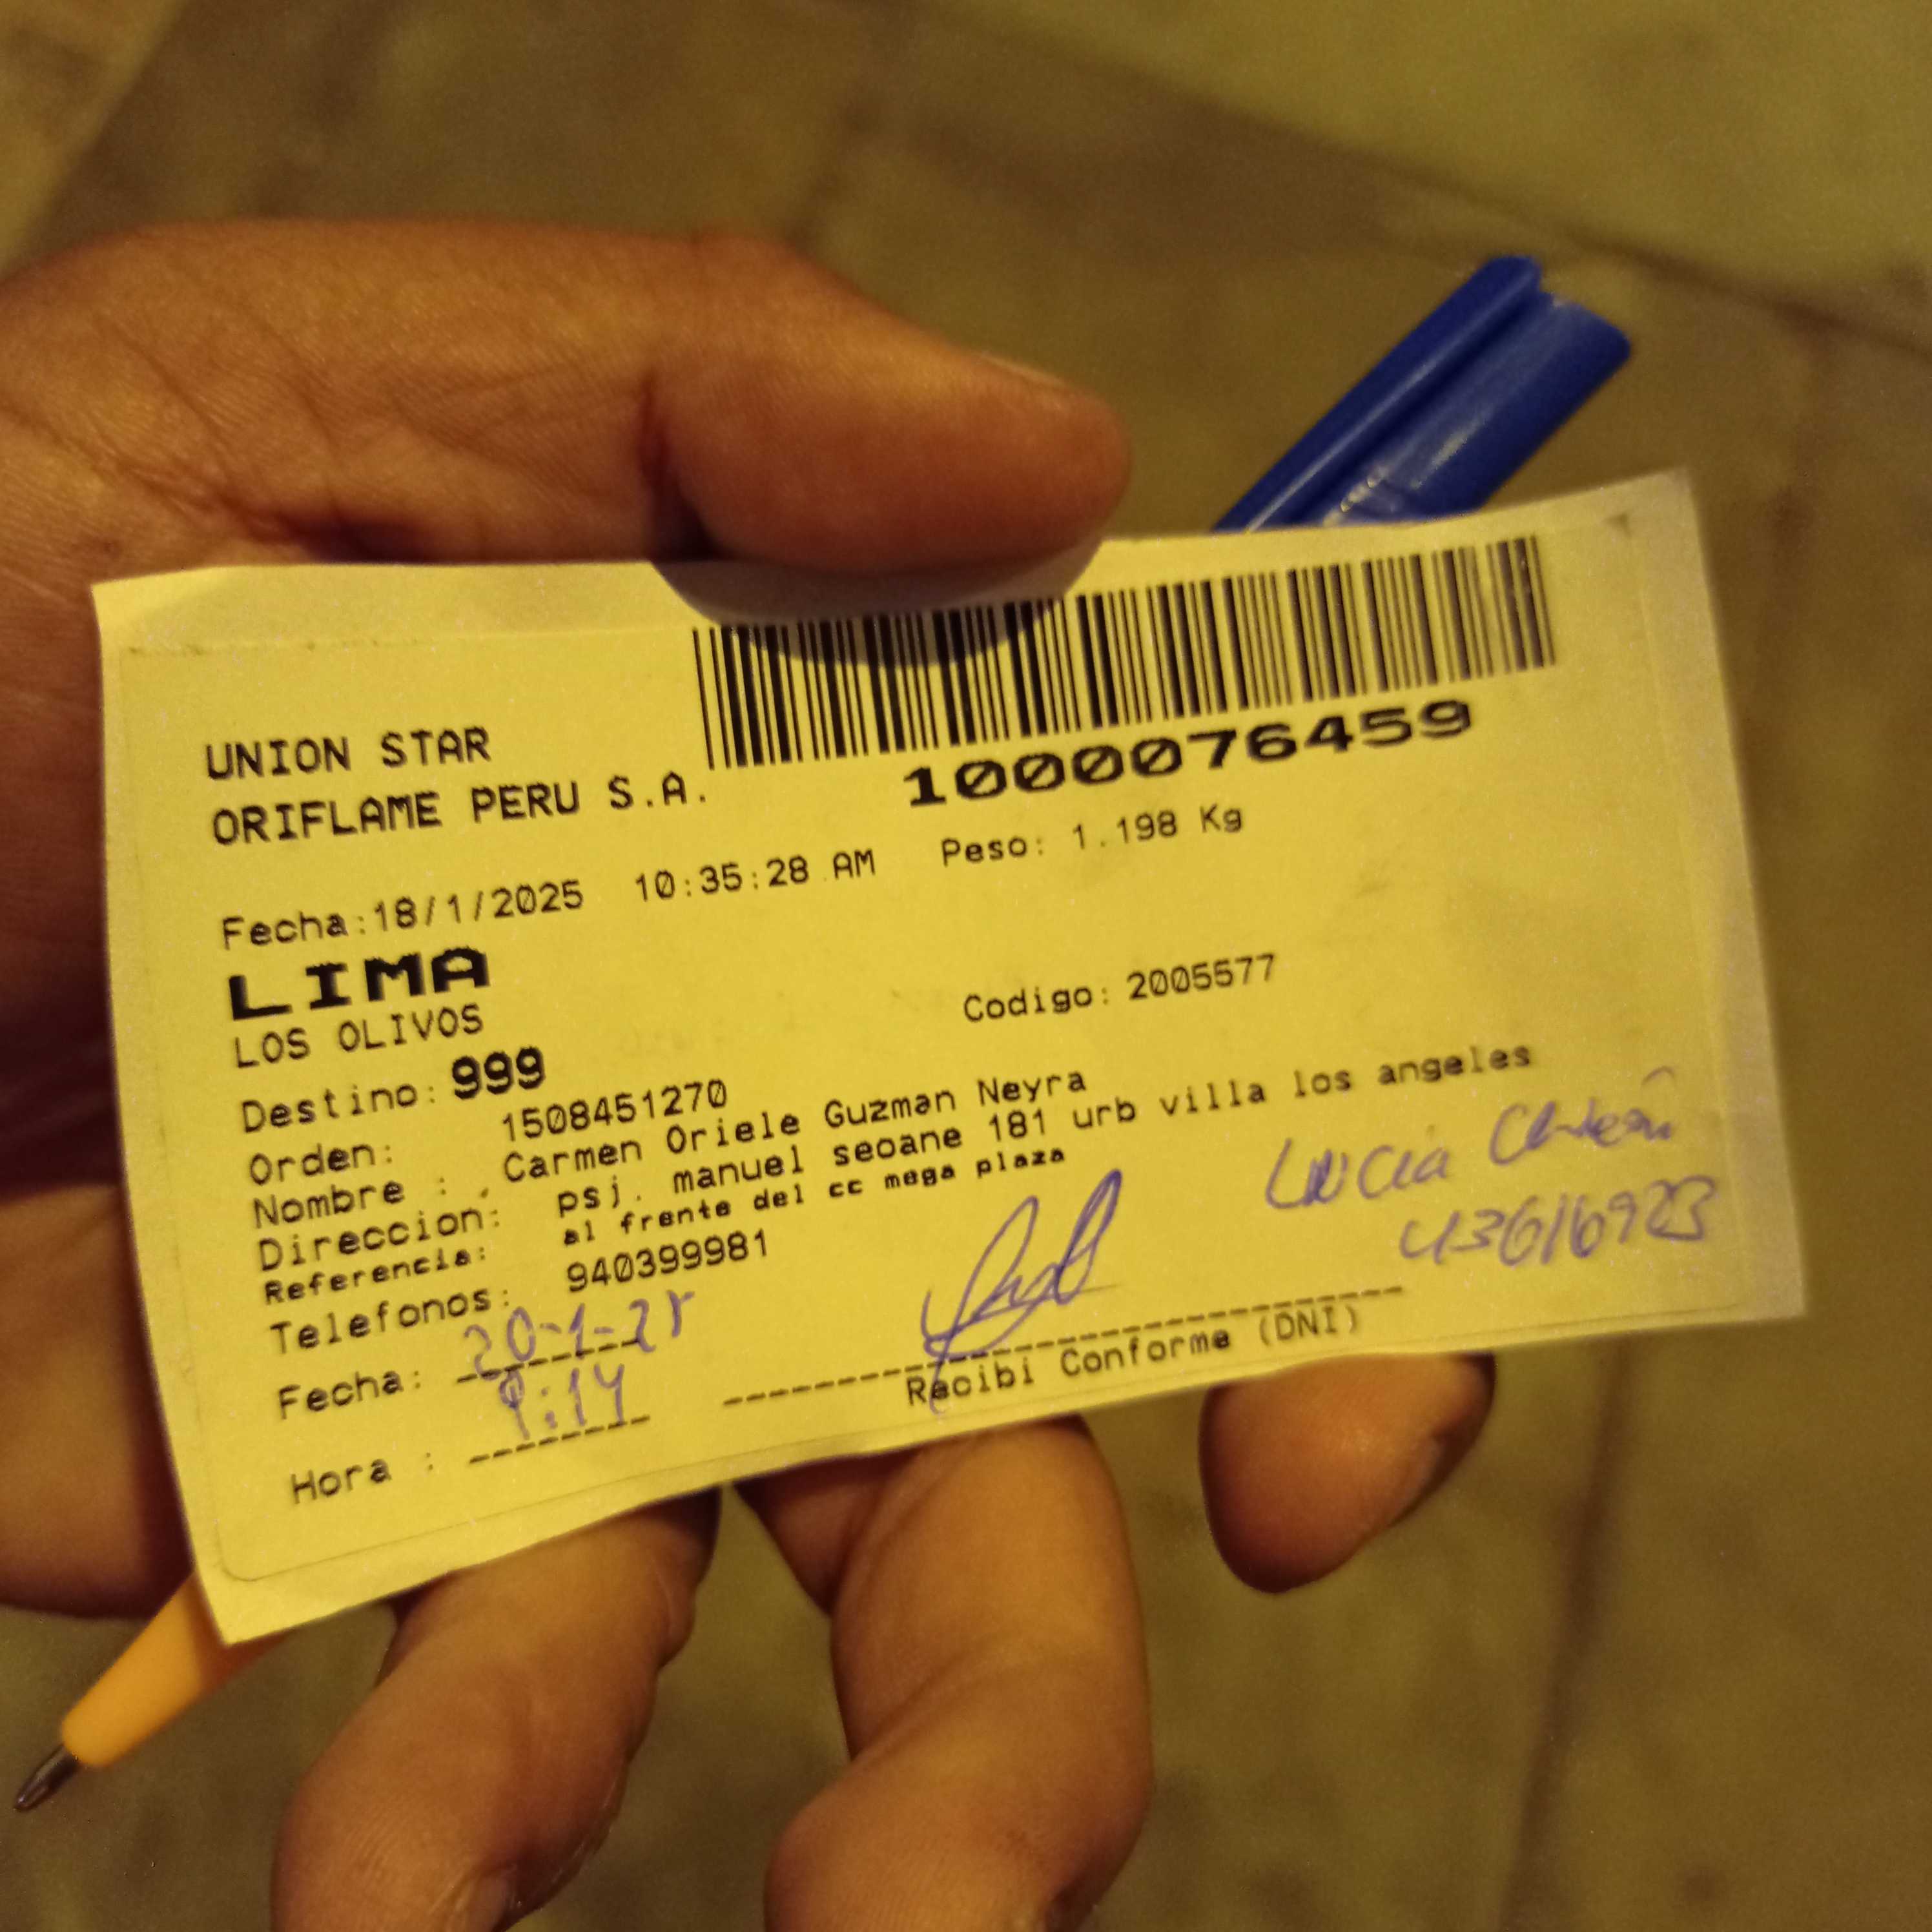 1000076459
UNION STAR
ORIFLAME PERU S.A.
Fecha:18/1/2025 10:35:28 AM Peso: 1.198 Kg
LIMA
LOS OLIVOS Codigo: 2005577
Destino: 999
Orden: 1508451270
Nombre : Carmen Oriele Guzman Neyra
Direccion: psj. manuel seoane 181 urb villa los angeles
Referencia: al frente del cc mega plaza
Telefonos: 940399981
Lucia
43616923
Fecha: 20-1-25
Hora : 9:14
Recibi Conforme (DNI)